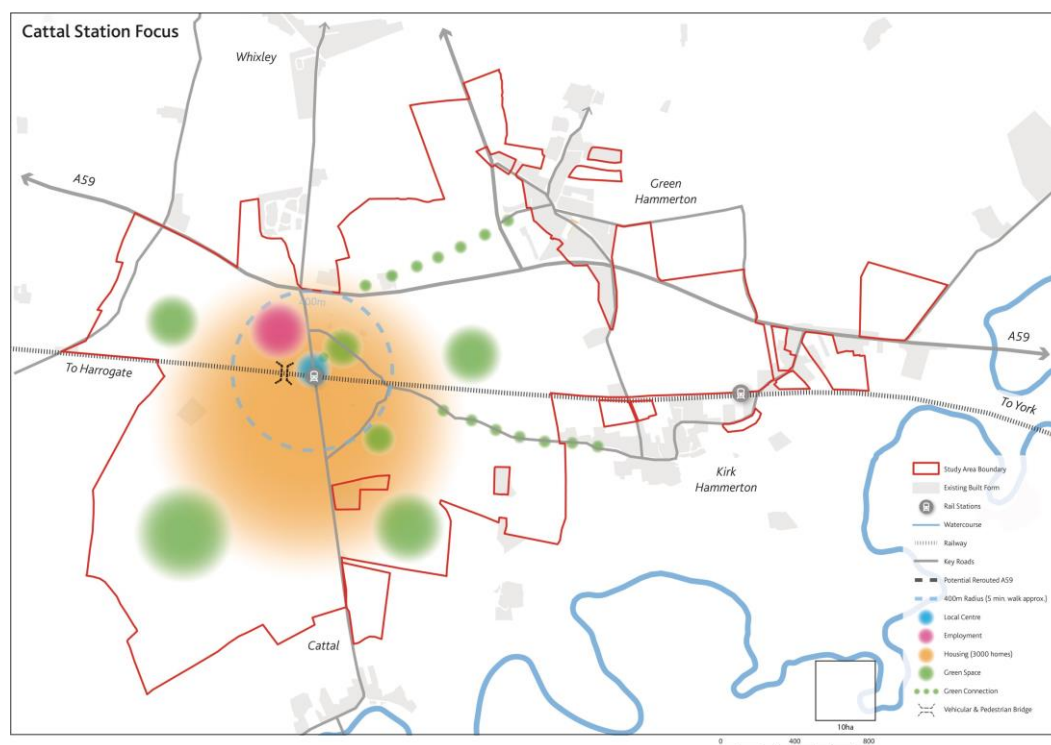 Cattal Station Focus
Whixley
A59
Green
Hammerton
400m
To Harrogate
A59
To York
Kirk
Hammerton
Cattal
Study Area Boundary
Existing Built Form
Rail Stations
Watercourse
Railway
Key Roads
Potential Rerouted A59
400m Radius (5 min. walk approx.)
Local Centre
Employment
Housing (3000 homes)
Green Space
Green Connection
Vehicular & Pedestrian Bridge
10ha
0 400 800